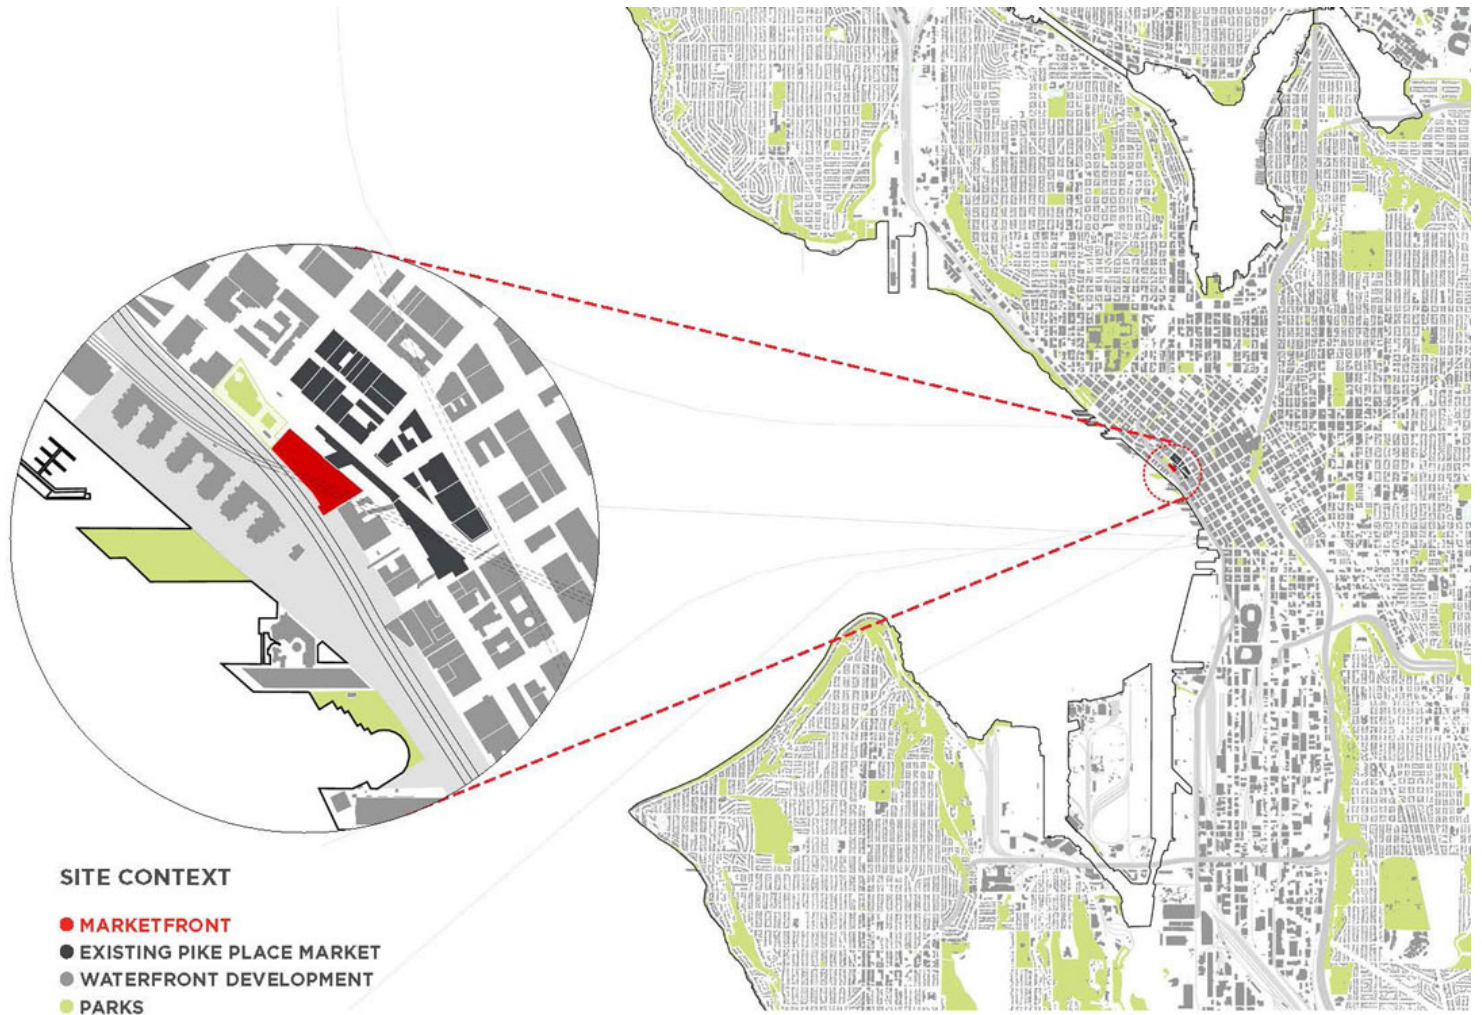 SITE CONTEXT
MARKETFRONT
EXISTING PIKE PLACE MARKET
WATERFRONT DEVELOPMENT
PARKS